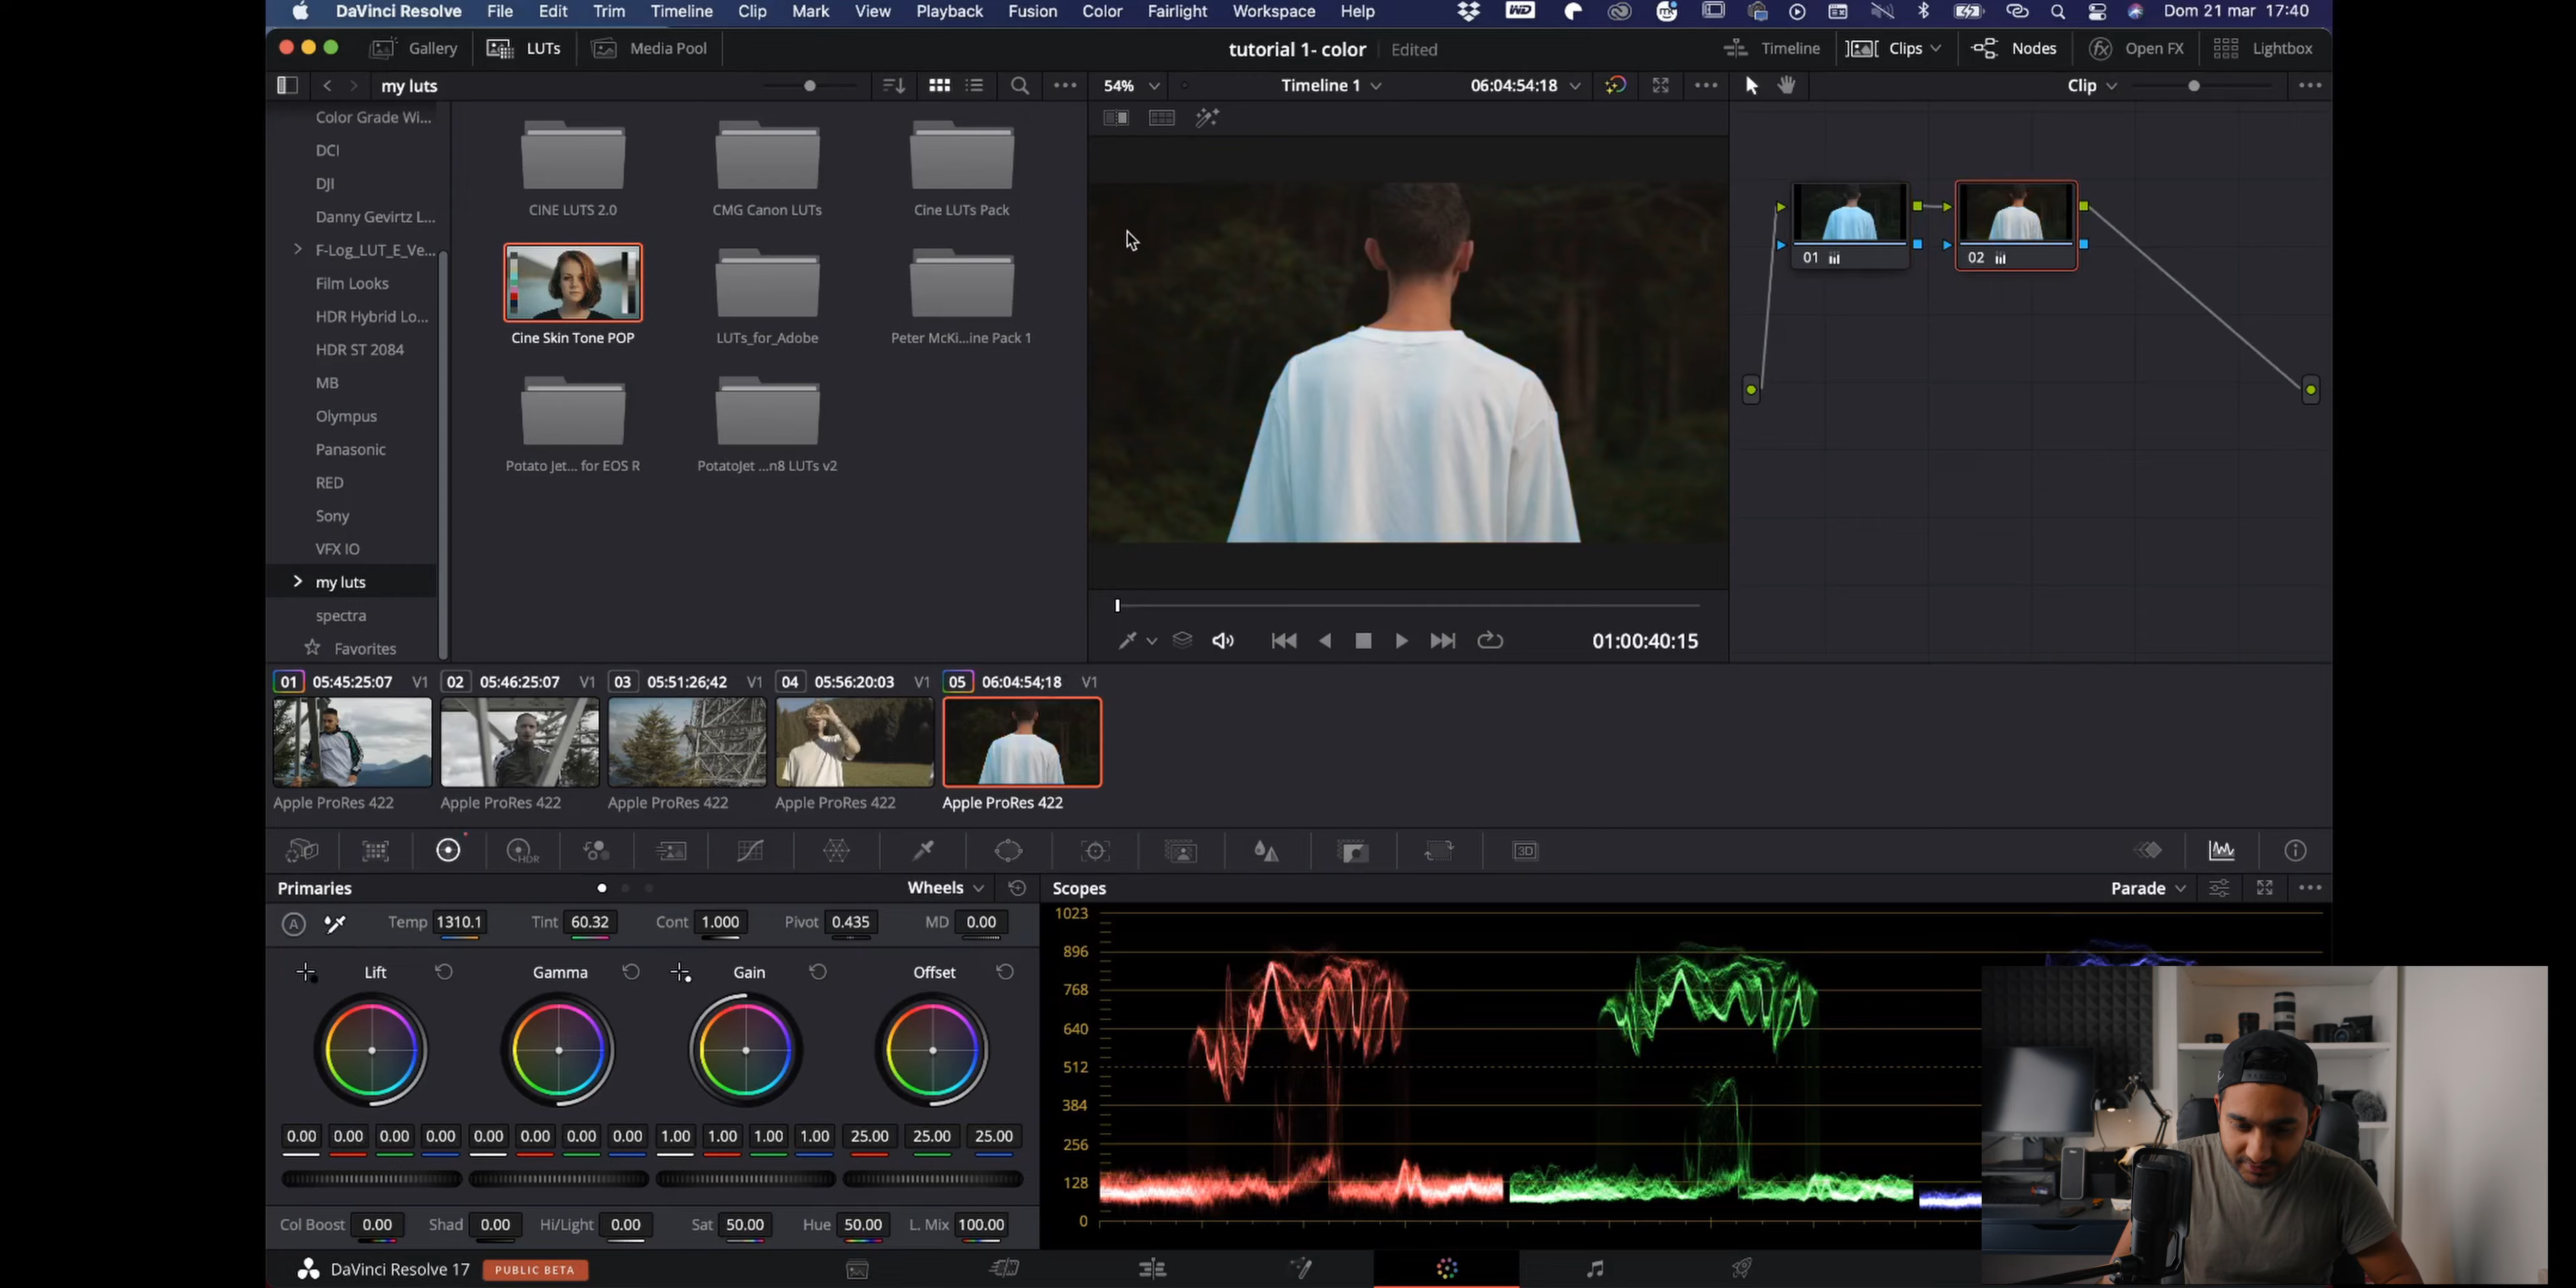 DaVinci Resolve File Edit Trim Timeline Clip Mark View Playback Fusion Color Fairlight Workspace Help Dom 21 mar 17:40
Gallery LUTs Media Pool tutorial 1- color Edited Timeline Clips Nodes Open FX Lightbox
my luts 54% Timeline 1 06:04:54:18 Clip
Color Grade Wi...
DCI
DJI
Danny Gevirtz L...
F-Log_LUT_E_Ve...
Film Looks
HDR Hybrid Lo...
HDR ST 2084
MB
Olympus
Panasonic
RED
Sony
VFX IO
my luts
spectra
Favorites
CINE LUTS 2.0 CMG Canon LUTs Cine LUTs Pack
Cine Skin Tone POP LUTs_for_Adobe Peter McKi...ine Pack 1
Potato Jet... for EOS R PotatoJet ...n8 LUTs v2
01:00:40:15
01
02
01 05:45:25:07 V1 02 05:46:25:07 V1 03 05:51:26;42 V1 04 05:56:20:03 V1 05 06:04:54;18 V1
Apple ProRes 422 Apple ProRes 422 Apple ProRes 422 Apple ProRes 422 Apple ProRes 422
HDR 3D
Primaries Wheels
Temp 1310.1 Tint 60.32 Cont 1.000 Pivot 0.435 MD 0.00
Lift Gamma Gain Offset
0.00 0.00 0.00 0.00 0.00 0.00 0.00 0.00 1.00 1.00 1.00 1.00 25.00 25.00 25.00
Col Boost 0.00 Shad 0.00 Hi/Light 0.00 Sat 50.00 Hue 50.00 L. Mix 100.00
Scopes Parade
1023
896
768
640
512
384
256
128
0
DaVinci Resolve 17 PUBLIC BETA